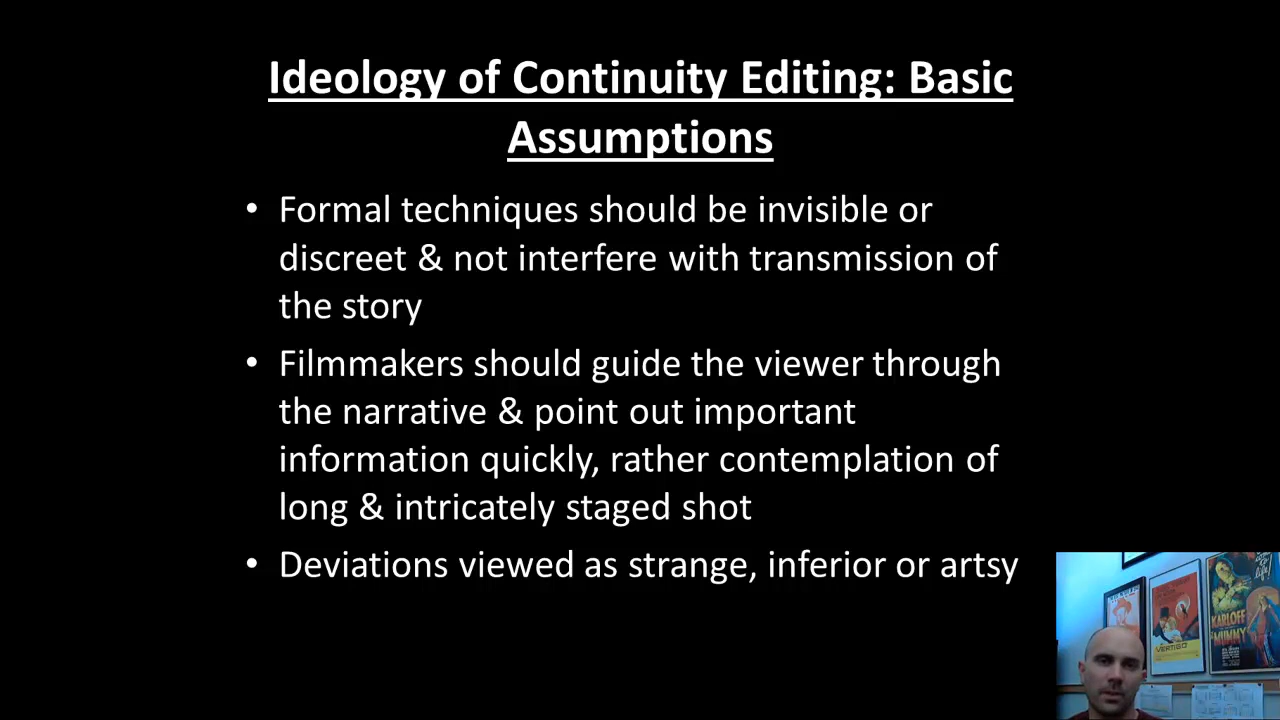 Ideology of Continuity Editing: Basic
Assumptions
• Formal techniques should be invisible or
discreet & not interfere with transmission of
the story
• Filmmakers should guide the viewer through
the narrative & point out important
information quickly, rather contemplation of
long & intricately staged shot
• Deviations viewed as strange, inferior or artsy
to life!
KARLOFF
MUMMY
VERTIGO